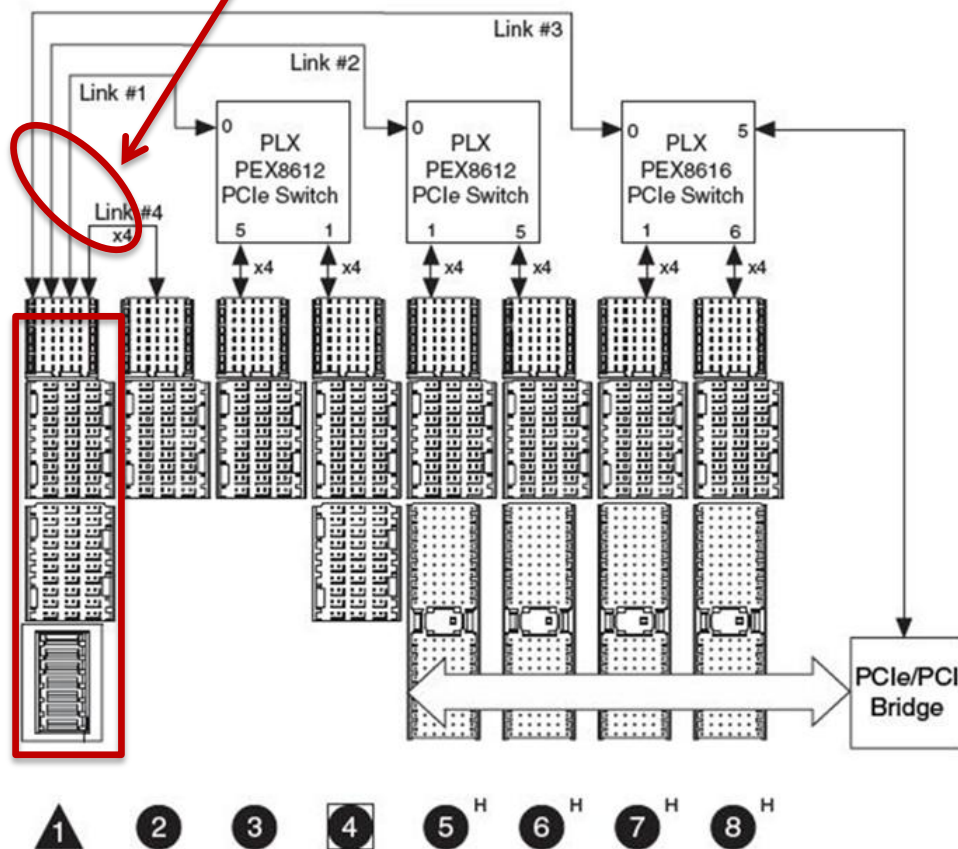 Link #3
Link #2
Link #1
0
PLX
PEX8612
PCIe Switch
5 1
0
PLX
PEX8612
PCIe Switch
1 5
0 5
PLX
PEX8616
PCIe Switch
1 6
Link #4
x4
x4
x4
x4
x4
x4
x4
PCIe/PCI
Bridge
1 2 3 4 5 H 6 H 7 H 8 H